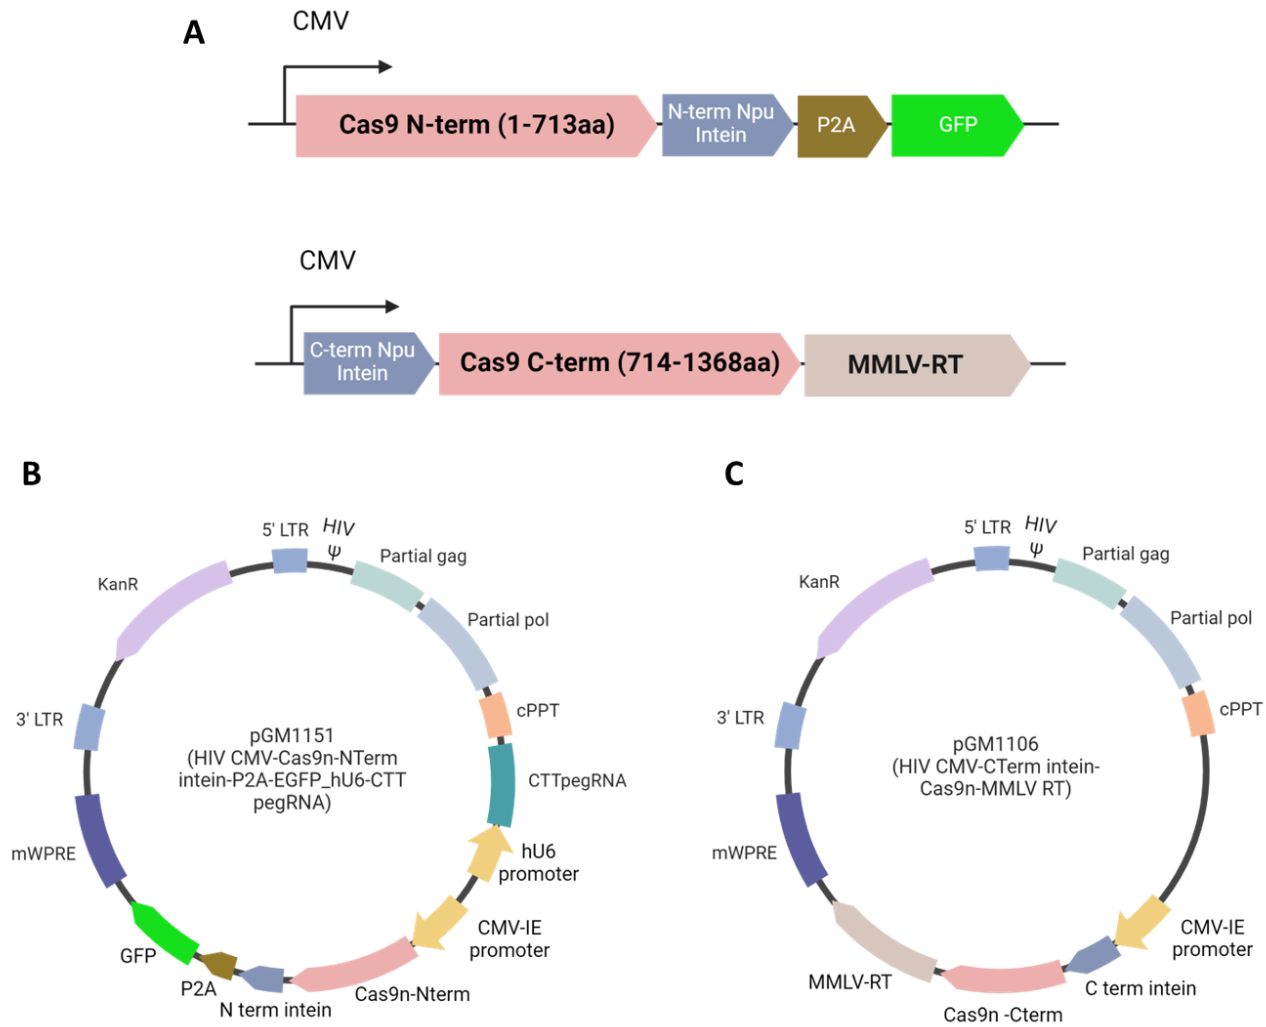 A
CMV
Cas9 N-term (1-713aa)
N-term Npu
Intein
P2A
GFP
CMV
C-term Npu
Intein
Cas9 C-term (714-1368aa)
MMLV-RT
B
5' LTR
HIV
Ψ
Partial gag
Partial pol
cPPT
CTTpegRNA
hU6
promoter
CMV-IE
promoter
Cas9n-Nterm
N term intein
P2A
GFP
mWPRE
3' LTR
KanR
pGM1151
(HIV CMV-Cas9n-NTerm
intein-P2A-EGFP_hU6-CTT
pegRNA)
C
5' LTR
HIV
Ψ
Partial gag
Partial pol
cPPT
CMV-IE
promoter
C term intein
Cas9n -Cterm
MMLV-RT
mWPRE
3' LTR
KanR
pGM1106
(HIV CMV-CTerm intein-
Cas9n-MMLV RT)